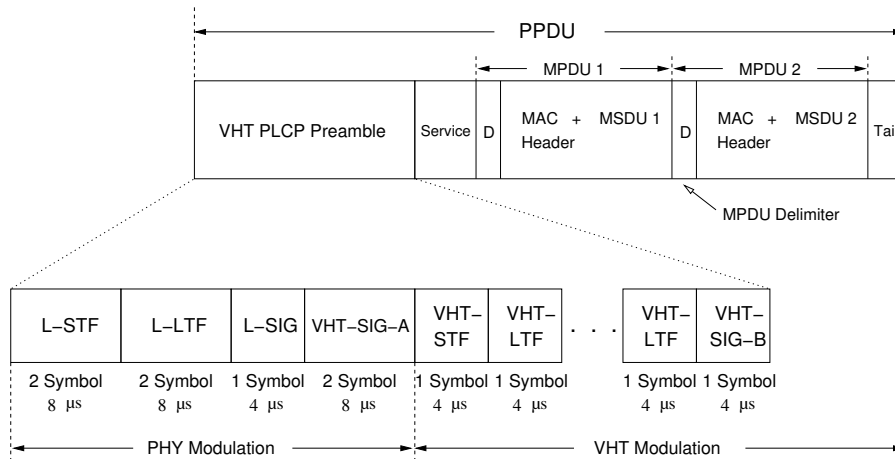 PPDU
MPDU 1 MPDU 2
VHT PLCP Preamble Service D MAC + MSDU 1 D MAC + MSDU 2 Tai
Header Header
MPDU Delimiter
L-STF L-LTF L-SIG VHT-SIG-A VHT- VHT- . . . VHT- VHT-
STF LTF LTF SIG-B
2 Symbol 2 Symbol 1 Symbol 2 Symbol 1 Symbol 1 Symbol 1 Symbol 1 Symbol
8 μs 8 μs 4 μs 8 μs 4 μs 4 μs 4 μs 4 μs
PHY Modulation VHT Modulation